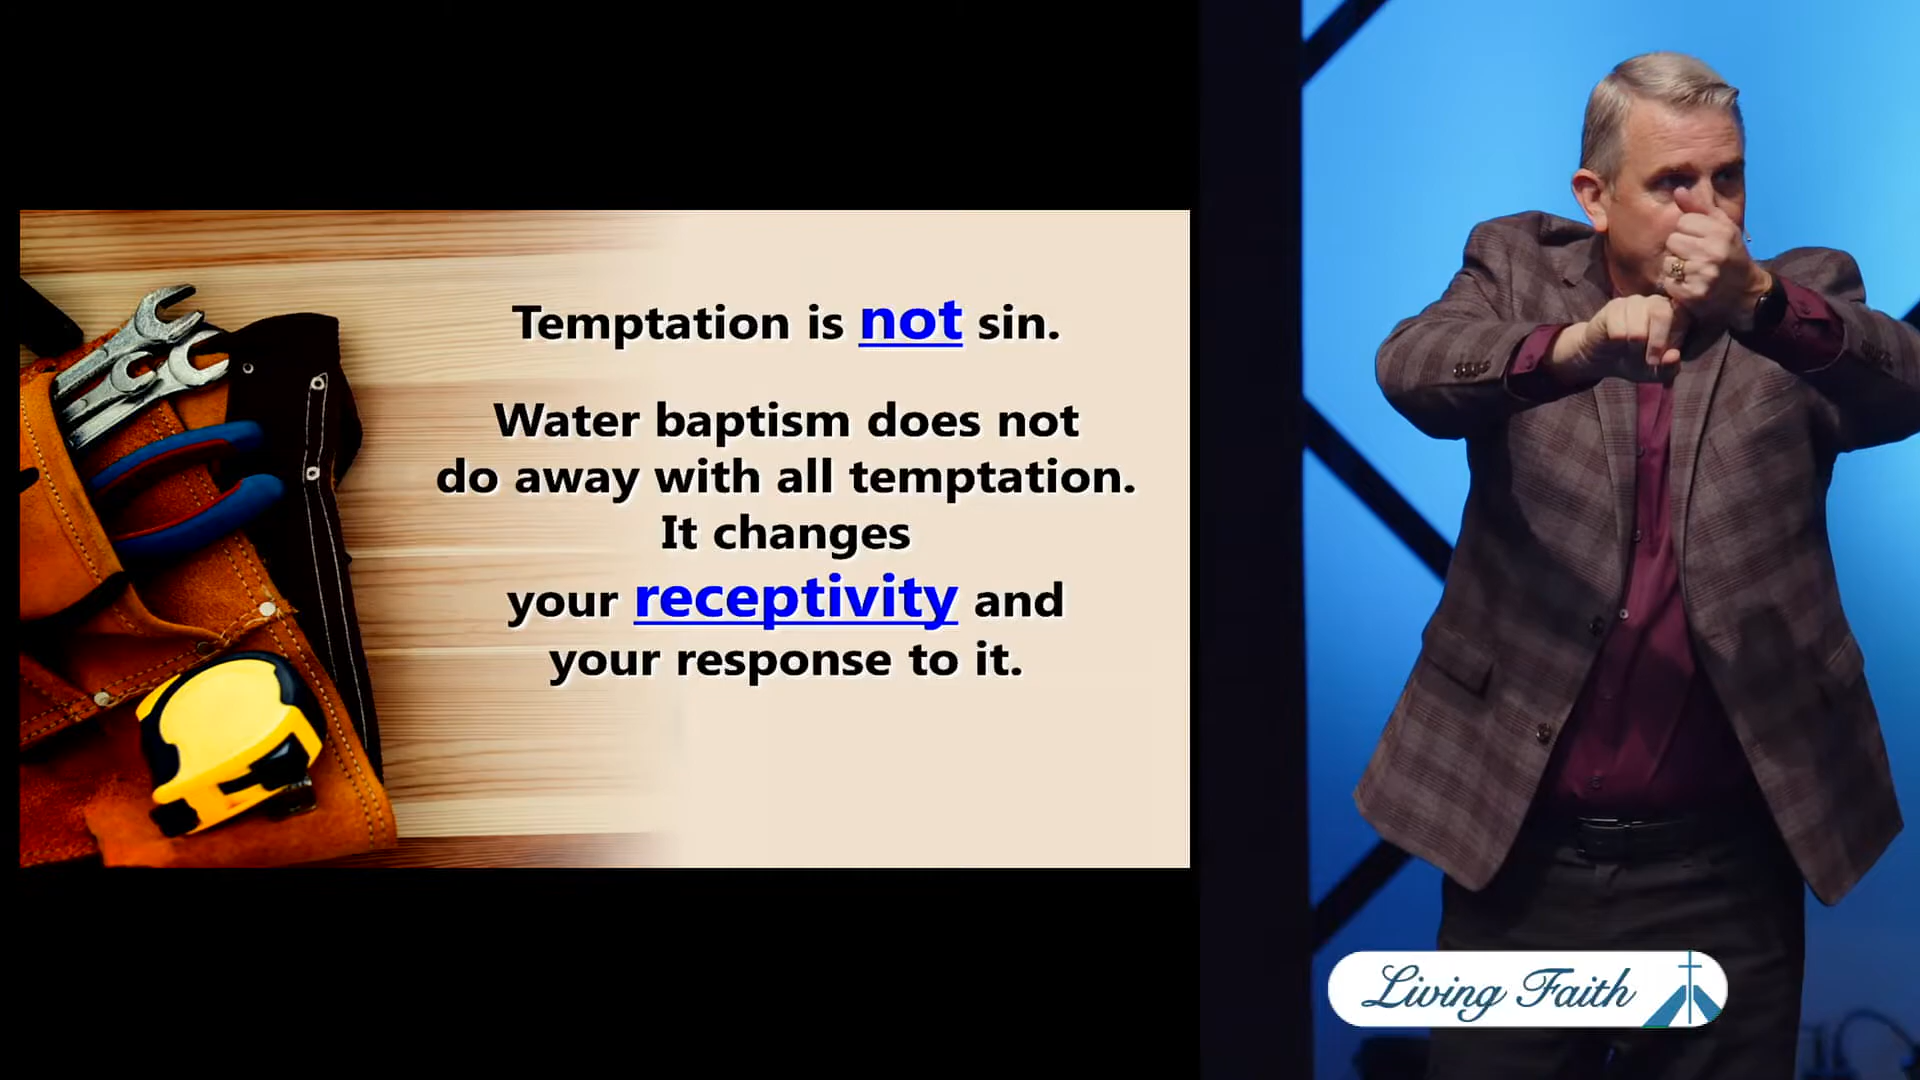 Temptation is not sin.
Water baptism does not
do away with all temptation.
It changes
your receptivity and
your response to it.
Living Faith